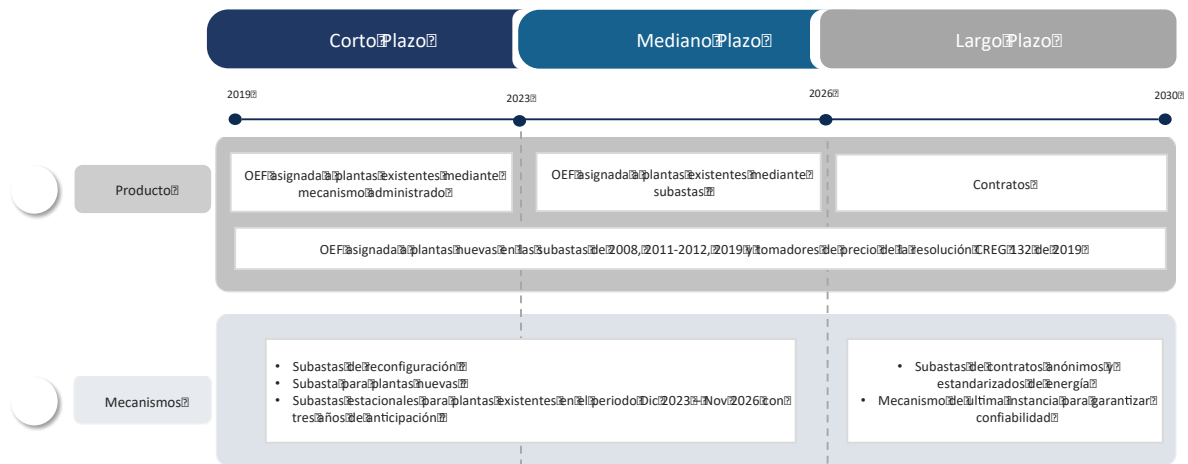 Corto Plazo
Mediano Plazo
Largo Plazo
2019
2023
2026
2030
Producto
OEF asignada a plantas existentes mediante
mecanismo administrado
OEF asignada a plantas existentes mediante
subastas
Contratos
OEF asignada a plantas nuevas en las subastas de 2008, 2011-2012, 2019 y tomadores de precio de la resolución CREG 132 de 2019
Mecanismos
• Subastas de reconfiguración
• Subasta para plantas nuevas
• Subastas estacionales para plantas existentes en el periodo Dic 2023 – Nov 2026 con
tres años de anticipación
• Subastas de contratos anónimos y
estandarizados de energía
• Mecanismo de ultima instancia para garantizar
confiabilidad